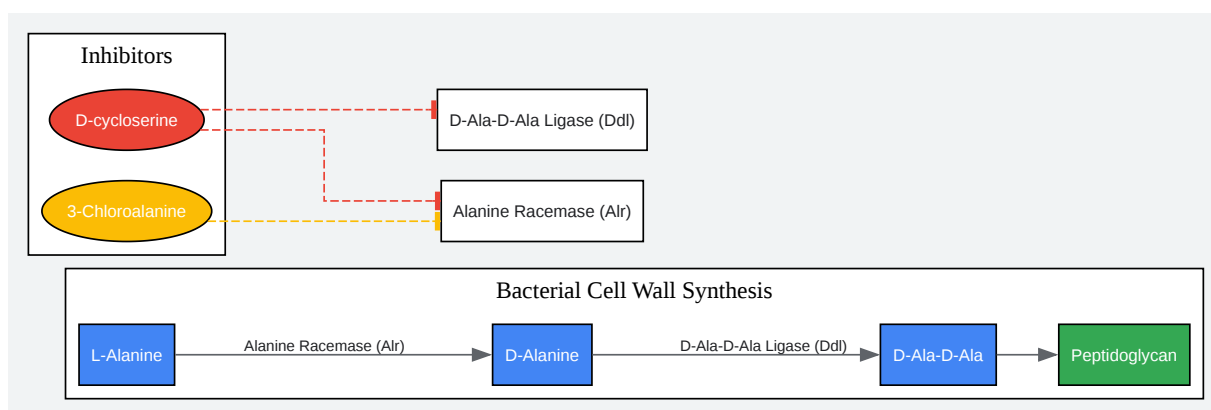 Inhibitors
D-cycloserine
D-Ala-D-Ala Ligase (Ddl)
3-Chloroalanine
Alanine Racemase (Alr)
Bacterial Cell Wall Synthesis
L-Alanine
Alanine Racemase (Alr)
D-Alanine
D-Ala-D-Ala Ligase (Ddl)
D-Ala-D-Ala
Peptidoglycan